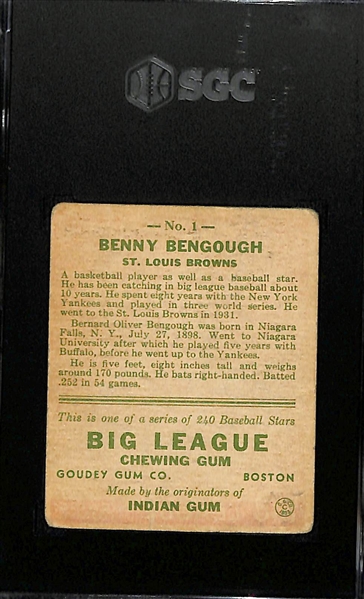 SGC
— No. 1 —
BENNY BENGOUGH
ST. LOUIS BROWNS
A basketball player as well as a baseball star.
He has been catching in big league baseball about
10 years. He spent eight years with the New York
Yankees and played in three world series. He
went to the St. Louis Browns in 1931.
Bernard Oliver Bengough was born in Niagara
Falls, N. Y., July 27, 1898. Went to Niagara
University after which he played five years with
Buffalo, before he went up to the Yankees.
He is five feet, eight inches tall and weighs
around 170 pounds. He bats right-handed. Batted
.252 in 54 games.
This is one of a series of 240 Baseball Stars
BIG LEAGUE
CHEWING GUM
GOUDEY GUM CO. BOSTON
Made by the originators of
INDIAN GUM